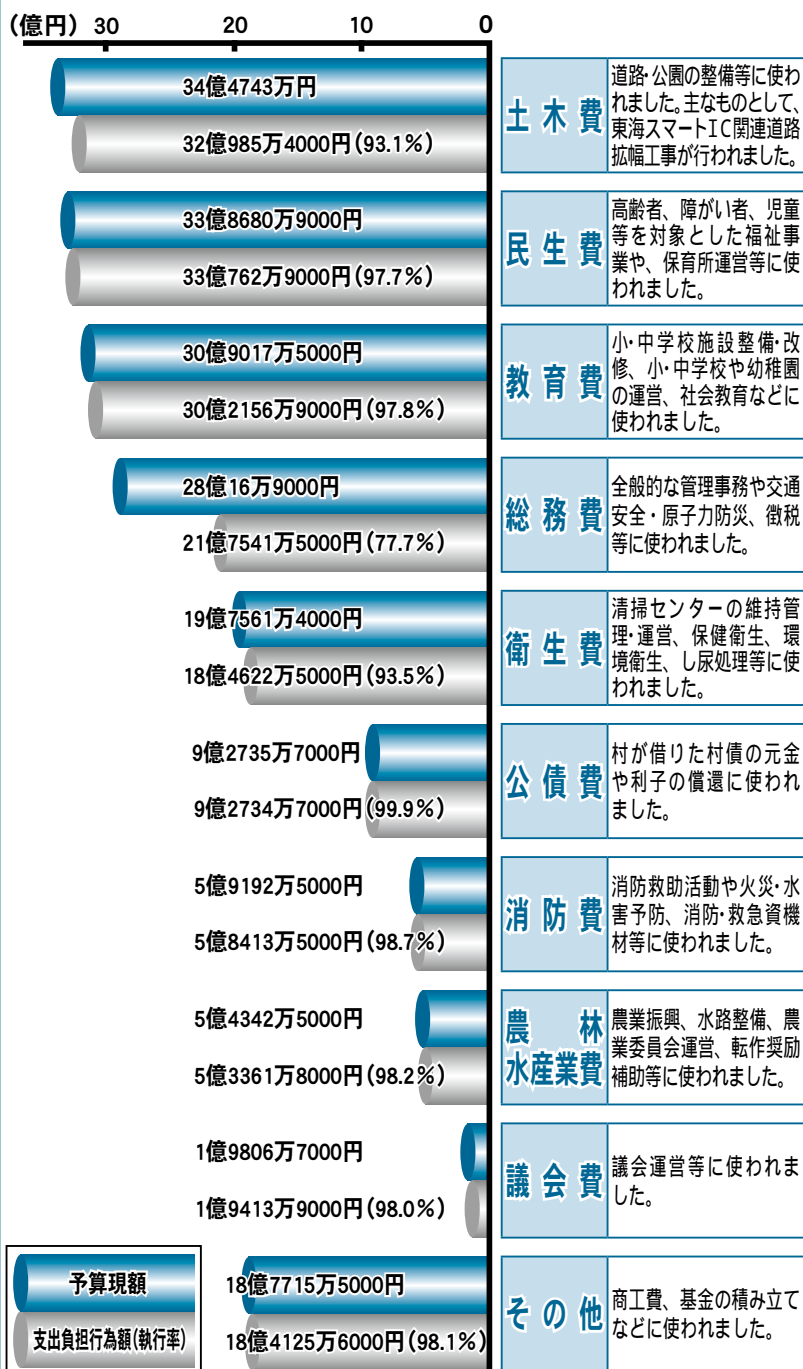 (億円) 30 20 10 0
34億4743万円
32億985万4000円(93.1%)
土木費
道路・公園の整備等に使わ
れました。主なものとして、
東海スマートIC関連道路
拡幅工事が行われました。
33億8680万9000円
33億762万9000円(97.7%)
民生費
高齢者、障がい者、児童
等を対象とした福祉事
業や、保育所運営等に使
われました。
30億9017万5000円
30億2156万9000円(97.8%)
教育費
小・中学校施設整備・改
修、小・中学校や幼稚園
の運営、社会教育などに
使われました。
28億16万9000円
21億7541万5000円(77.7%)
総務費
全般的な管理事務や交通
安全・原子力防災、徴税
等に使われました。
19億7561万4000円
18億4622万5000円(93.5%)
衛生費
清掃センターの維持管
理・運営、保健衛生、環
境衛生、し尿処理等に使
われました。
9億2735万7000円
9億2734万7000円(99.9%)
公債費
村が借りた村債の元金
や利子の償還に使われ
ました。
5億9192万5000円
5億8413万5000円(98.7%)
消防費
消防救助活動や火災・水
害予防、消防・救急資機
材等に使われました。
5億4342万5000円
5億3361万8000円(98.2%)
農林
水産業費
農業振興、水路整備、農
業委員会運営、転作奨励
補助等に使われました。
1億9806万7000円
1億9413万9000円(98.0%)
議会費
議会運営等に使われま
した。
18億7715万5000円
18億4125万6000円(98.1%)
その他
商工費、基金の積み立て
などに使われました。
予算現額
支出負担行為額(執行率)